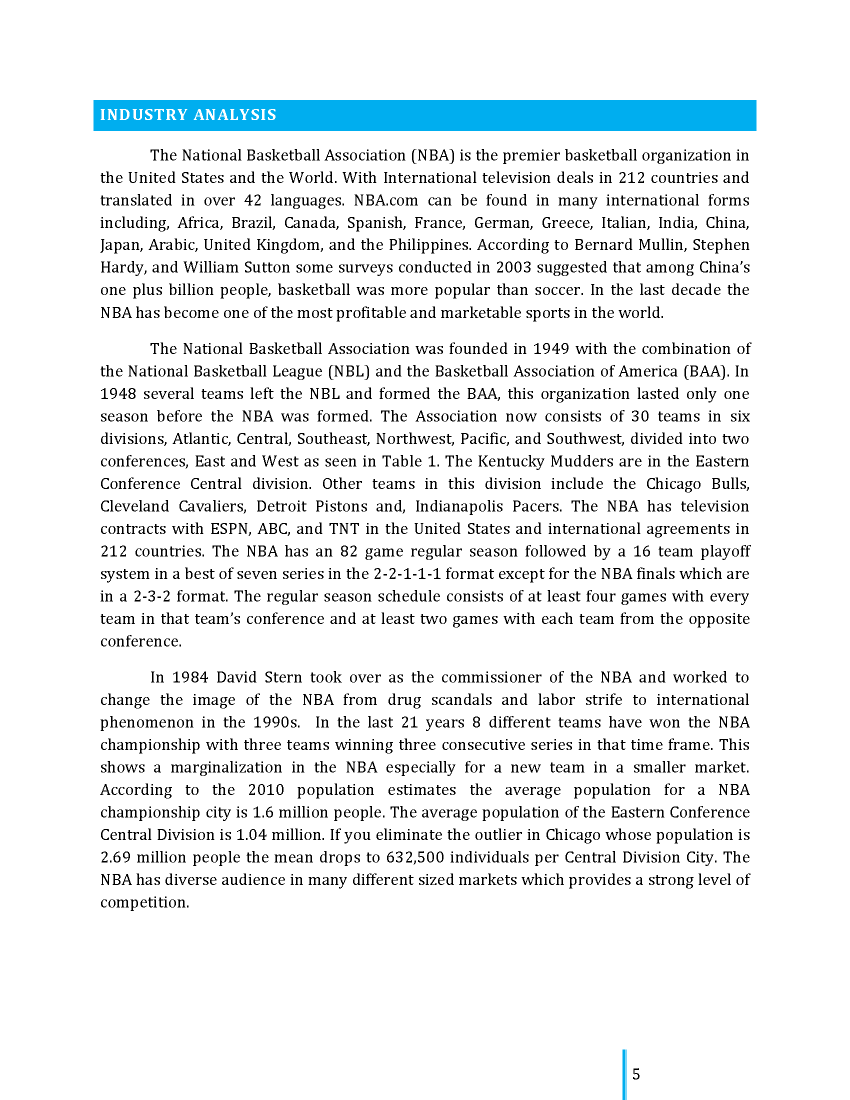 INDUSTRY ANALYSIS
The National Basketball Association (NBA) is the premier basketball organization in
the United States and the World. With International television deals in 212 countries and
translated in over 42 languages. NBA.com can be found in many international forms
including, Africa, Brazil, Canada, Spanish, France, German, Greece, Italian, India, China,
Japan, Arabic, United Kingdom, and the Philippines. According to Bernard Mullin, Stephen
Hardy, and William Sutton some surveys conducted in 2003 suggested that among China’s
one plus billion people, basketball was more popular than soccer. In the last decade the
NBA has become one of the most profitable and marketable sports in the world.
The National Basketball Association was founded in 1949 with the combination of
the National Basketball League (NBL) and the Basketball Association of America (BAA). In
1948 several teams left the NBL and formed the BAA, this organization lasted only one
season before the NBA was formed. The Association now consists of 30 teams in six
divisions, Atlantic, Central, Southeast, Northwest, Pacific, and Southwest, divided into two
conferences, East and West as seen in Table 1. The Kentucky Mudders are in the Eastern
Conference Central division. Other teams in this division include the Chicago Bulls,
Cleveland Cavaliers, Detroit Pistons and, Indianapolis Pacers. The NBA has television
contracts with ESPN, ABC, and TNT in the United States and international agreements in
212 countries. The NBA has an 82 game regular season followed by a 16 team playoff
system in a best of seven series in the 2-2-1-1-1 format except for the NBA finals which are
in a 2-3-2 format. The regular season schedule consists of at least four games with every
team in that team’s conference and at least two games with each team from the opposite
conference.
In 1984 David Stern took over as the commissioner of the NBA and worked to
change the image of the NBA from drug scandals and labor strife to international
phenomenon in the 1990s.  In the last 21 years 8 different teams have won the NBA
championship with three teams winning three consecutive series in that time frame. This
shows a marginalization in the NBA especially for a new team in a smaller market.
According to the 2010 population estimates the average population for a NBA
championship city is 1.6 million people. The average population of the Eastern Conference
Central Division is 1.04 million. If you eliminate the outlier in Chicago whose population is
2.69 million people the mean drops to 632,500 individuals per Central Division City. The
NBA has diverse audience in many different sized markets which provides a strong level of
competition.
5